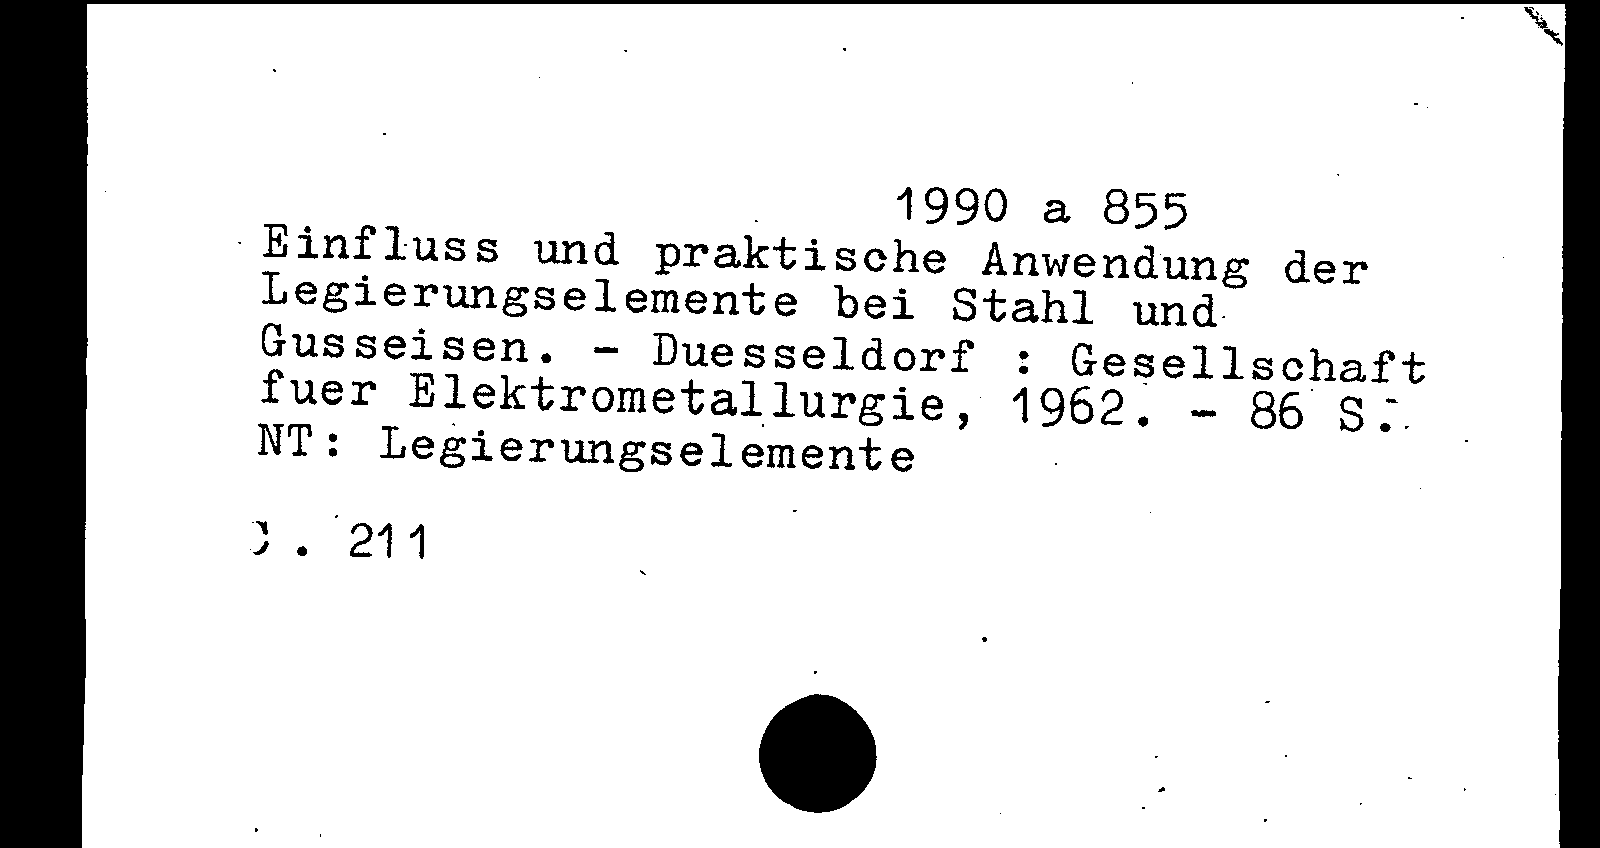 1990 a 855
Einfluss und praktische Anwendung der
Legierungselemente bei Stahl und
Gusseisen. - Duesseldorf : Gesellschaft
fuer Elektrometallurgie, 1962. - 86 S.
NT: Legierungselemente
. 211